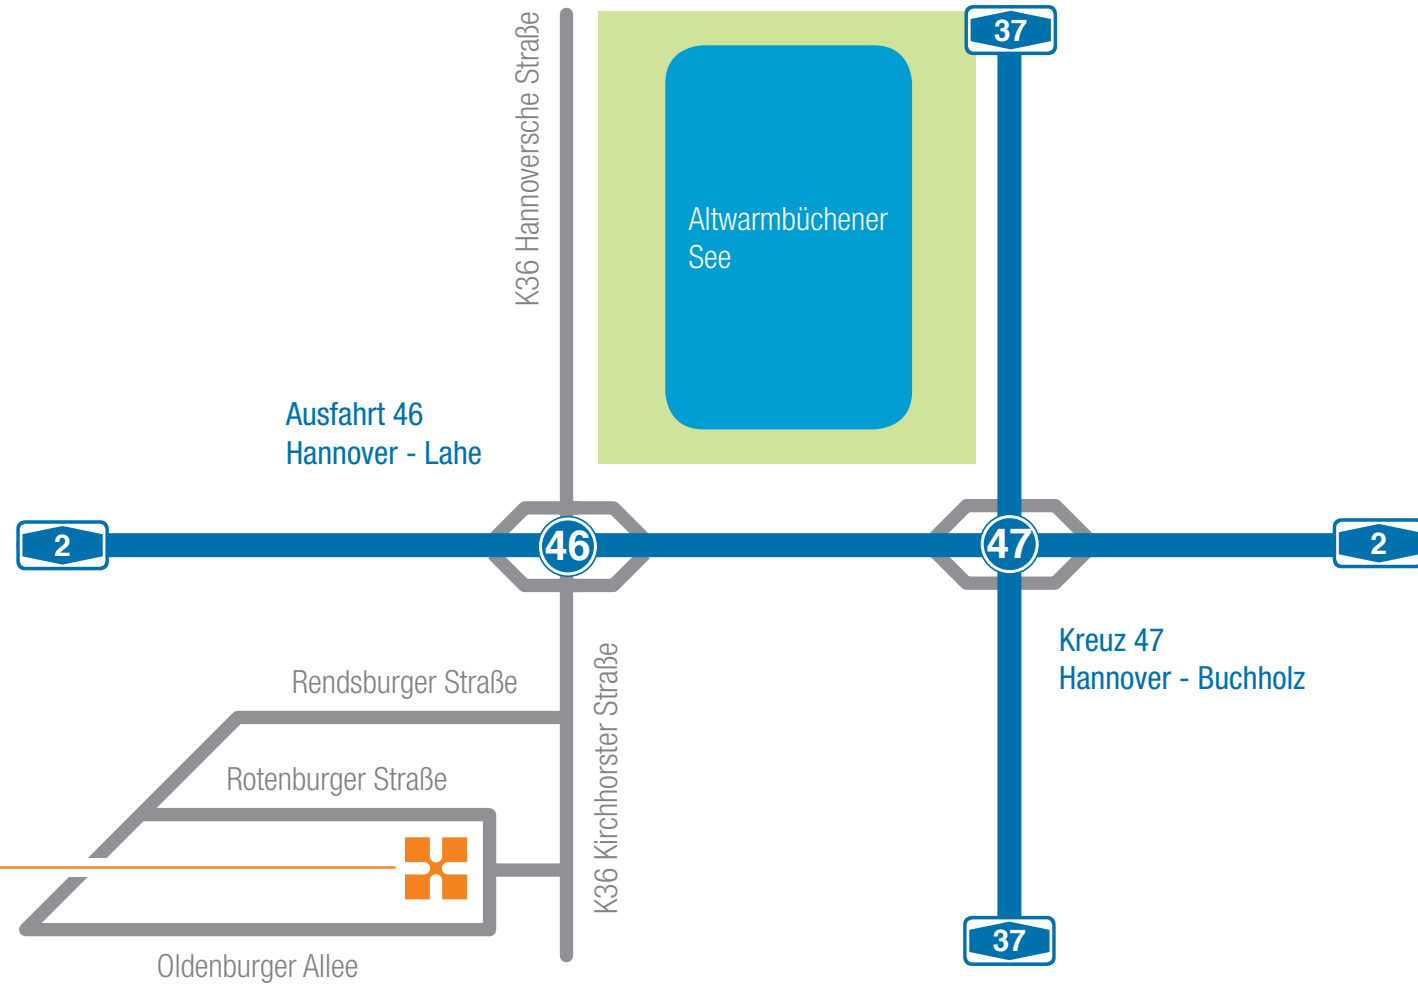 37
K36 Hannoversche Straße
Altwarmbüchener
See
Ausfahrt 46
Hannover - Lahe
2
46
47
2
Kreuz 47
Hannover - Buchholz
Rendsburger Straße
K36 Kirchhorster Straße
Rotenburger Straße
37
Oldenburger Allee